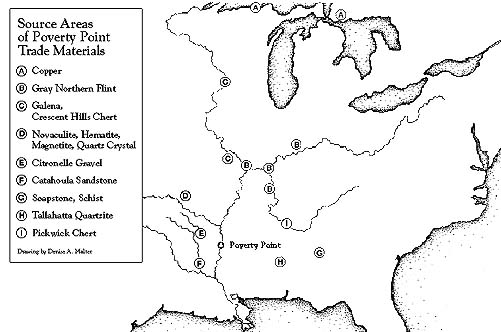 Source Areas
of Poverty Point
Trade Materials
A Copper
B Gray Northern Flint
C Galena,
Crescent Hills Chert
D Novaculite, Hematite,
Magnetite, Quartz Crystal
E Citronelle Gravel
F Catahoula Sandstone
G Soapstone, Schist
H Tallahatta Quartzite
I Pickwick Chert
Drawing by Denise A. Malter
A
A
C
B
C
B
B
B
D
I
E
Poverty Point
G
H
F